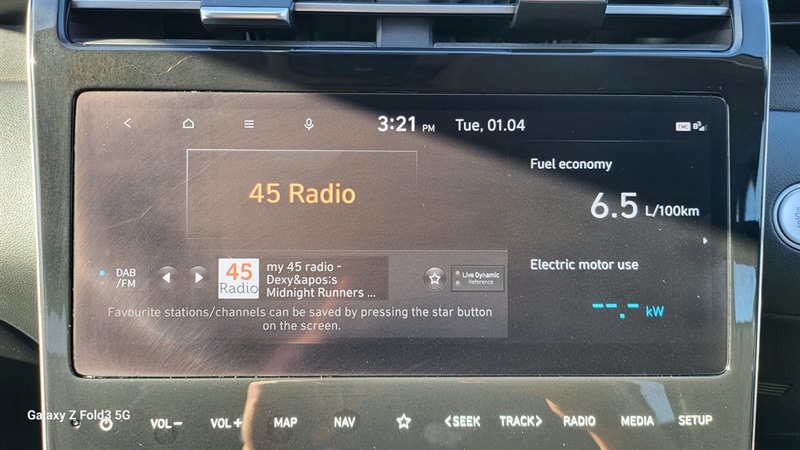 3:21 PM Tue, 01.04
TMC
45 Radio
Fuel economy
6.5 L/100km
DAB
/FM
45
Radio
my 45 radio -
Dexy&apos;s
Midnight Runners ...
Live Dynamic
Reference
Electric motor use
--.- kW
Favourite stations/channels can be saved by pressing the star button
on the screen.
Galaxy Z Fold3 5G
VOL− VOL+ MAP NAV ☆ <SEEK TRACK> RADIO MEDIA SETUP